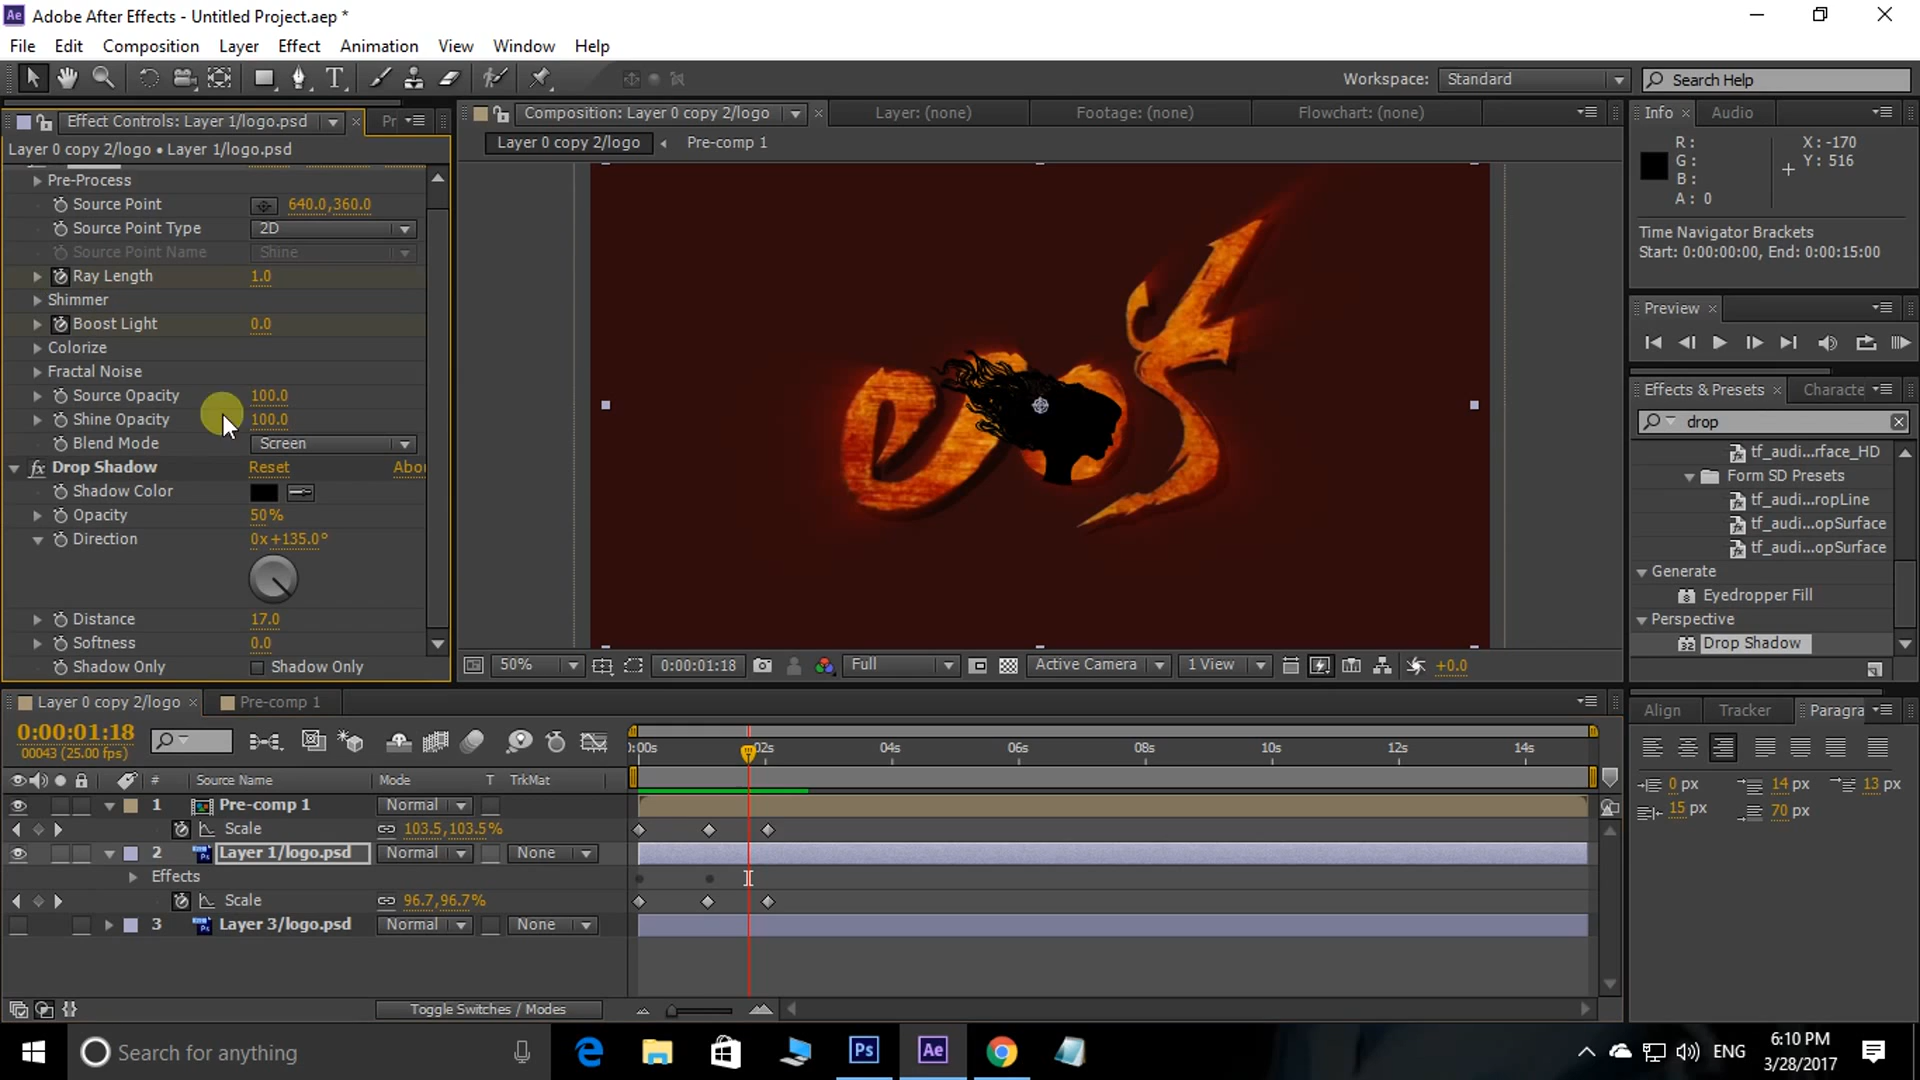 Ae Adobe After Effects - Untitled Project.aep *
File Edit Composition Layer Effect Animation View Window Help
Workspace: Standard Search Help
Effect Controls: Layer 1/logo.psd Pr
Layer 0 copy 2/logo • Layer 1/logo.psd
Pre-Process
Source Point 640.0,360.0
Source Point Type 2D
Source Point Name Shine
Ray Length 1.0
Shimmer
Boost Light 0.0
Colorize
Fractal Noise
Source Opacity 100.0
Shine Opacity 100.0
Blend Mode Screen
fx Drop Shadow Reset Abo
Shadow Color
Opacity 50%
Direction 0x+135.0°
Distance 17.0
Softness 0.0
Shadow Only Shadow Only
Composition: Layer 0 copy 2/logo Layer: (none) Footage: (none) Flowchart: (none)
Layer 0 copy 2/logo Pre-comp 1
50% 0:00:01:18 Full Active Camera 1 View +0.0
Info Audio
R: X: -170
G: Y: 516
B:
A: 0
Time Navigator Brackets
Start: 0:00:00:00, End: 0:00:15:00
Preview
Effects & Presets Characte
drop
tf_audi...rface_HD
Form SD Presets
tf_audi...ropLine
tf_audi...opSurface
tf_audi...opSurface
Generate
Eyedropper Fill
Perspective
Drop Shadow
Align Tracker Paragra
0 px 14 px 13 px
15 px 70 px
Layer 0 copy 2/logo Pre-comp 1
0:00:01:18
00043 (25.00 fps)
):00s 02s 04s 06s 08s 10s 12s 14s
# Source Name Mode T TrkMat
1 Pre-comp 1 Normal
Scale 103.5,103.5%
2 Layer 1/logo.psd Normal None
Effects
Scale 96.7,96.7%
3 Layer 3/logo.psd Normal None
Toggle Switches / Modes
Search for anything Ps Ae ENG 6:10 PM
3/28/2017